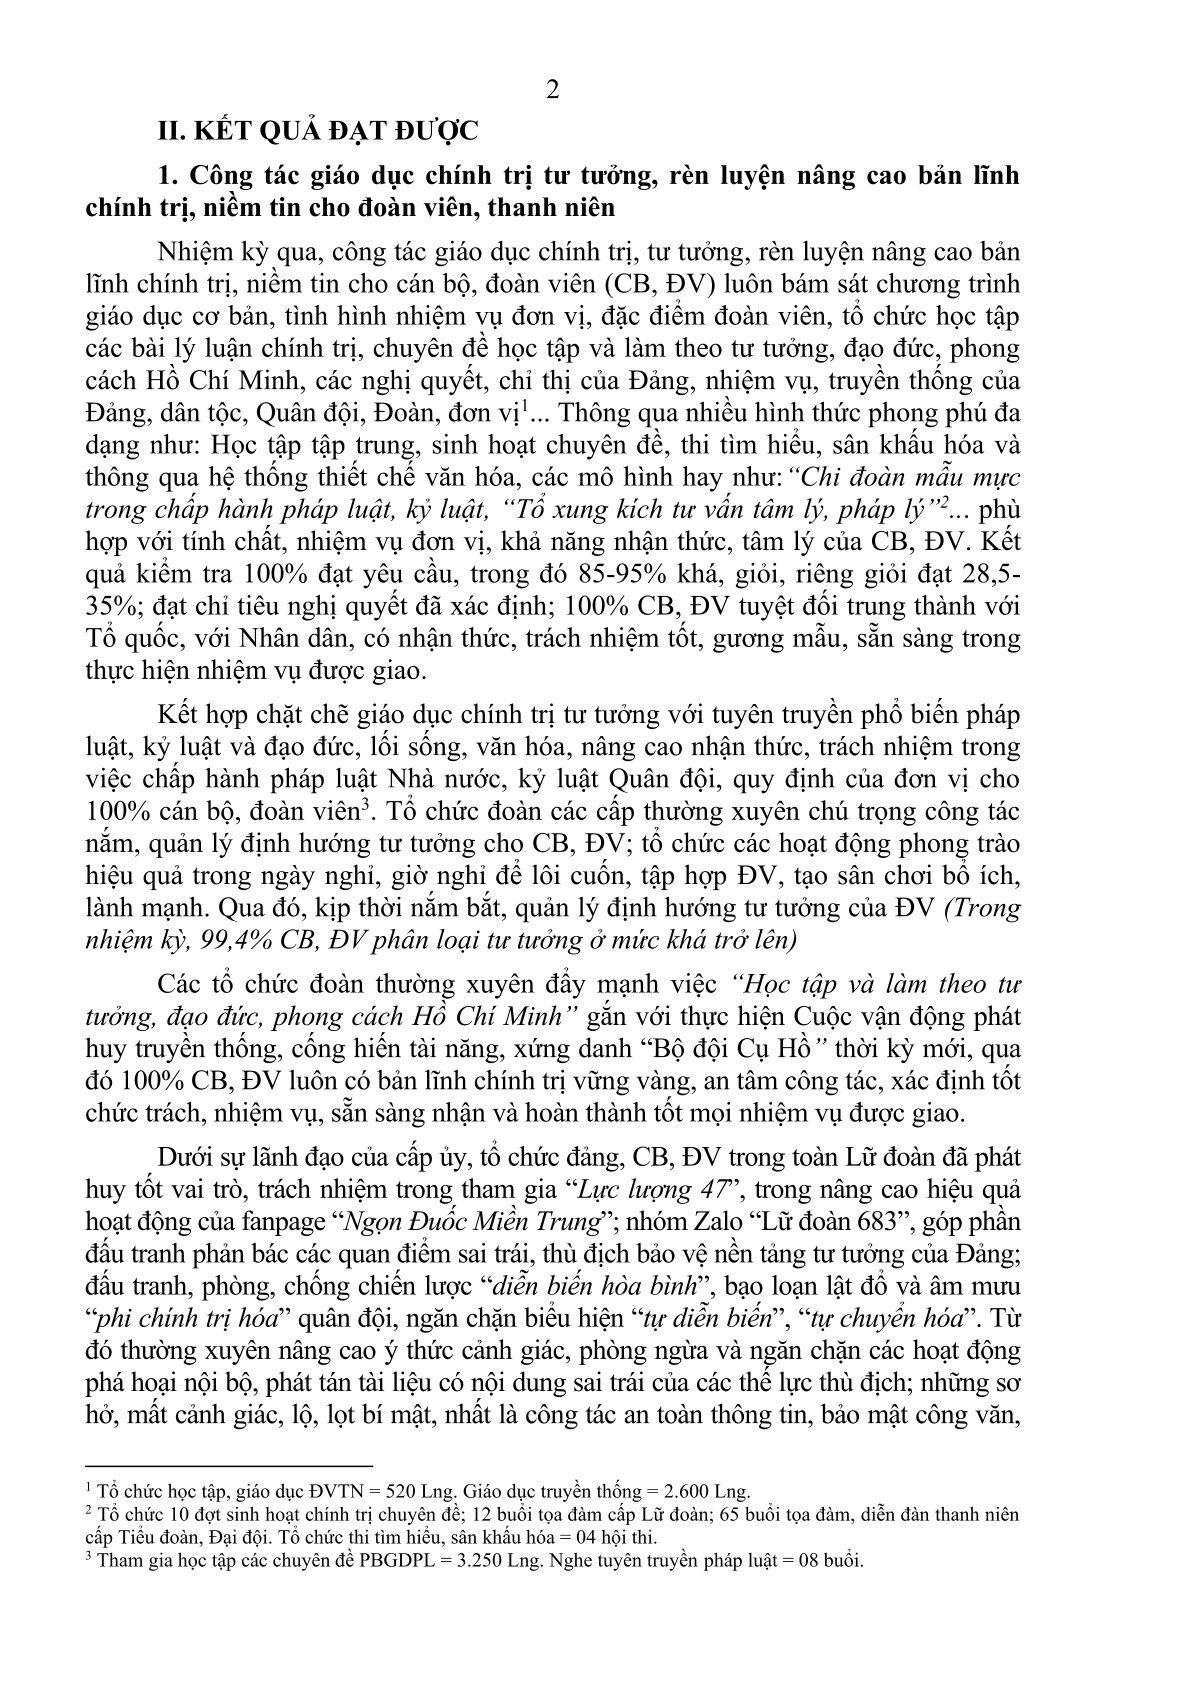 2
II. KẾT QUẢ ĐẠT ĐƯỢC
1. Công tác giáo dục chính trị tư tưởng, rèn luyện nâng cao bản lĩnh
chính trị, niềm tin cho đoàn viên, thanh niên
Nhiệm kỳ qua, công tác giáo dục chính trị, tư tưởng, rèn luyện nâng cao bản
lĩnh chính trị, niềm tin cho cán bộ, đoàn viên (CB, ĐV) luôn bám sát chương trình
giáo dục cơ bản, tình hình nhiệm vụ đơn vị, đặc điểm đoàn viên, tổ chức học tập
các bài lý luận chính trị, chuyên đề học tập và làm theo tư tưởng, đạo đức, phong
cách Hồ Chí Minh, các nghị quyết, chỉ thị của Đảng, nhiệm vụ, truyền thống của
Đảng, dân tộc, Quân đội, Đoàn, đơn vị¹... Thông qua nhiều hình thức phong phú đa
dạng như: Học tập tập trung, sinh hoạt chuyên đề, thi tìm hiểu, sân khấu hóa và
thông qua hệ thống thiết chế văn hóa, các mô hình hay như: “Chi đoàn mẫu mực
trong chấp hành pháp luật, kỷ luật, “Tổ xung kích tư vấn tâm lý, pháp lý”²... phù
hợp với tính chất, nhiệm vụ đơn vị, khả năng nhận thức, tâm lý của CB, ĐV. Kết
quả kiểm tra 100% đạt yêu cầu, trong đó 85-95% khá, giỏi, riêng giỏi đạt 28,5-
35%; đạt chỉ tiêu nghị quyết đã xác định; 100% CB, ĐV tuyệt đối trung thành với
Tổ quốc, với Nhân dân, có nhận thức, trách nhiệm tốt, gương mẫu, sẵn sàng trong
thực hiện nhiệm vụ được giao.
Kết hợp chặt chẽ giáo dục chính trị tư tưởng với tuyên truyền phổ biến pháp
luật, kỷ luật và đạo đức, lối sống, văn hóa, nâng cao nhận thức, trách nhiệm trong
việc chấp hành pháp luật Nhà nước, kỷ luật Quân đội, quy định của đơn vị cho
100% cán bộ, đoàn viên³. Tổ chức đoàn các cấp thường xuyên chú trọng công tác
nắm, quản lý định hướng tư tưởng cho CB, ĐV; tổ chức các hoạt động phong trào
hiệu quả trong ngày nghỉ, giờ nghỉ để lôi cuốn, tập hợp ĐV, tạo sân chơi bổ ích,
lành mạnh. Qua đó, kịp thời nắm bắt, quản lý định hướng tư tưởng của ĐV (Trong
nhiệm kỳ, 99,4% CB, ĐV phân loại tư tưởng ở mức khá trở lên)
Các tổ chức đoàn thường xuyên đẩy mạnh việc “Học tập và làm theo tư
tưởng, đạo đức, phong cách Hồ Chí Minh” gắn với thực hiện Cuộc vận động phát
huy truyền thống, cống hiến tài năng, xứng danh “Bộ đội Cụ Hồ” thời kỳ mới, qua
đó 100% CB, ĐV luôn có bản lĩnh chính trị vững vàng, an tâm công tác, xác định tốt
chức trách, nhiệm vụ, sẵn sàng nhận và hoàn thành tốt mọi nhiệm vụ được giao.
Dưới sự lãnh đạo của cấp ủy, tổ chức đảng, CB, ĐV trong toàn Lữ đoàn đã phát
huy tốt vai trò, trách nhiệm trong tham gia “Lực lượng 47”, trong nâng cao hiệu quả
hoạt động của fanpage “Ngọn Đuốc Miền Trung”; nhóm Zalo “Lữ đoàn 683”, góp phần
đấu tranh phản bác các quan điểm sai trái, thù địch bảo vệ nền tảng tư tưởng của Đảng;
đấu tranh, phòng, chống chiến lược “diễn biến hòa bình”, bạo loạn lật đổ và âm mưu
“phi chính trị hóa” quân đội, ngăn chặn biểu hiện “tự diễn biến”, “tự chuyển hóa”. Từ
đó thường xuyên nâng cao ý thức cảnh giác, phòng ngừa và ngăn chặn các hoạt động
phá hoại nội bộ, phát tán tài liệu có nội dung sai trái của các thế lực thù địch; những sơ
hở, mất cảnh giác, lộ, lọt bí mật, nhất là công tác an toàn thông tin, bảo mật công văn,
¹ Tổ chức học tập, giáo dục ĐVTN = 520 Lng. Giáo dục truyền thống = 2.600 Lng.
² Tổ chức 10 đợt sinh hoạt chính trị chuyên đề; 12 buổi tọa đàm cấp Lữ đoàn; 65 buổi tọa đàm, diễn đàn thanh niên
cấp Tiểu đoàn, Đại đội. Tổ chức thi tìm hiểu, sân khấu hóa = 04 hội thi.
³ Tham gia học tập các chuyên đề PBGDPL = 3.250 Lng. Nghe tuyên truyền pháp luật = 08 buổi.